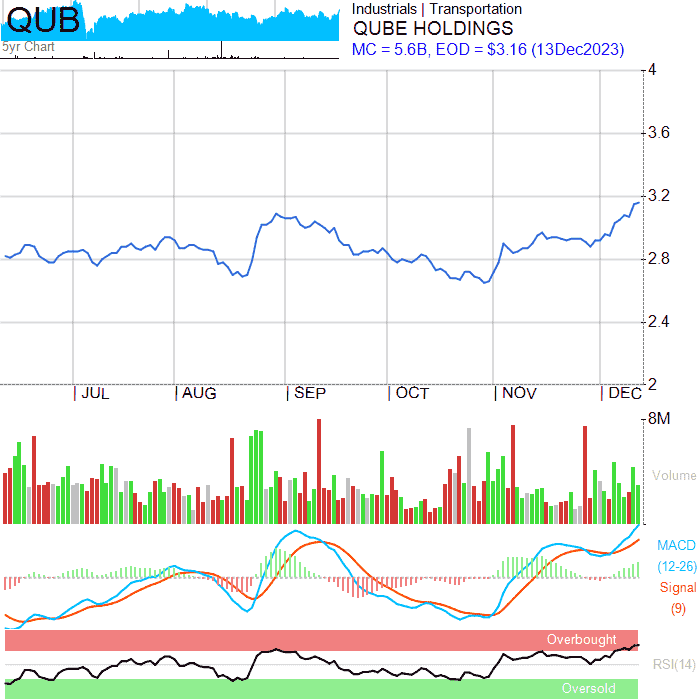 QUB
5yr Chart
Industrials | Transportation
QUBE HOLDINGS
MC = 5.6B, EOD = $3.16 (13Dec2023)
4
3.6
3.2
2.8
2.4
2
| JUL | AUG | SEP | OCT | NOV | DEC
8M
Volume
MACD
(12-26)
Signal
(9)
Overbought
RSI(14)
Oversold